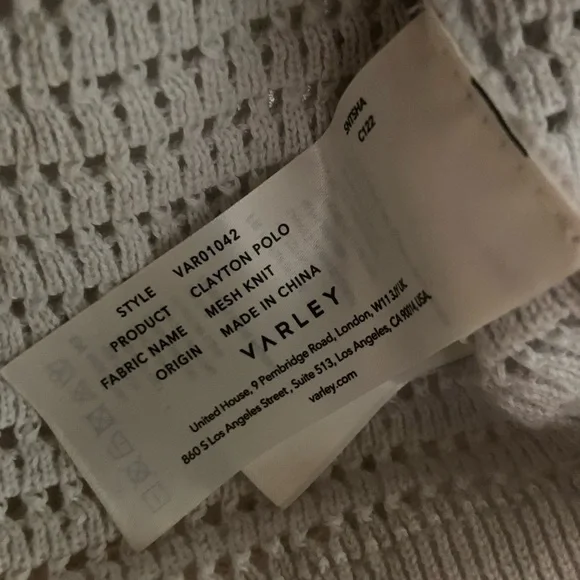 SNTSHA
C122
STYLE VAR01042
PRODUCT CLAYTON POLO
FABRIC NAME MESH KNIT
ORIGIN MADE IN CHINA
VARLEY
United House, 9 Pembridge Road, London, W11 3JY, UK
860 S Los Angeles Street, Suite 513, Los Angeles, CA 90014, USA.
varley.com